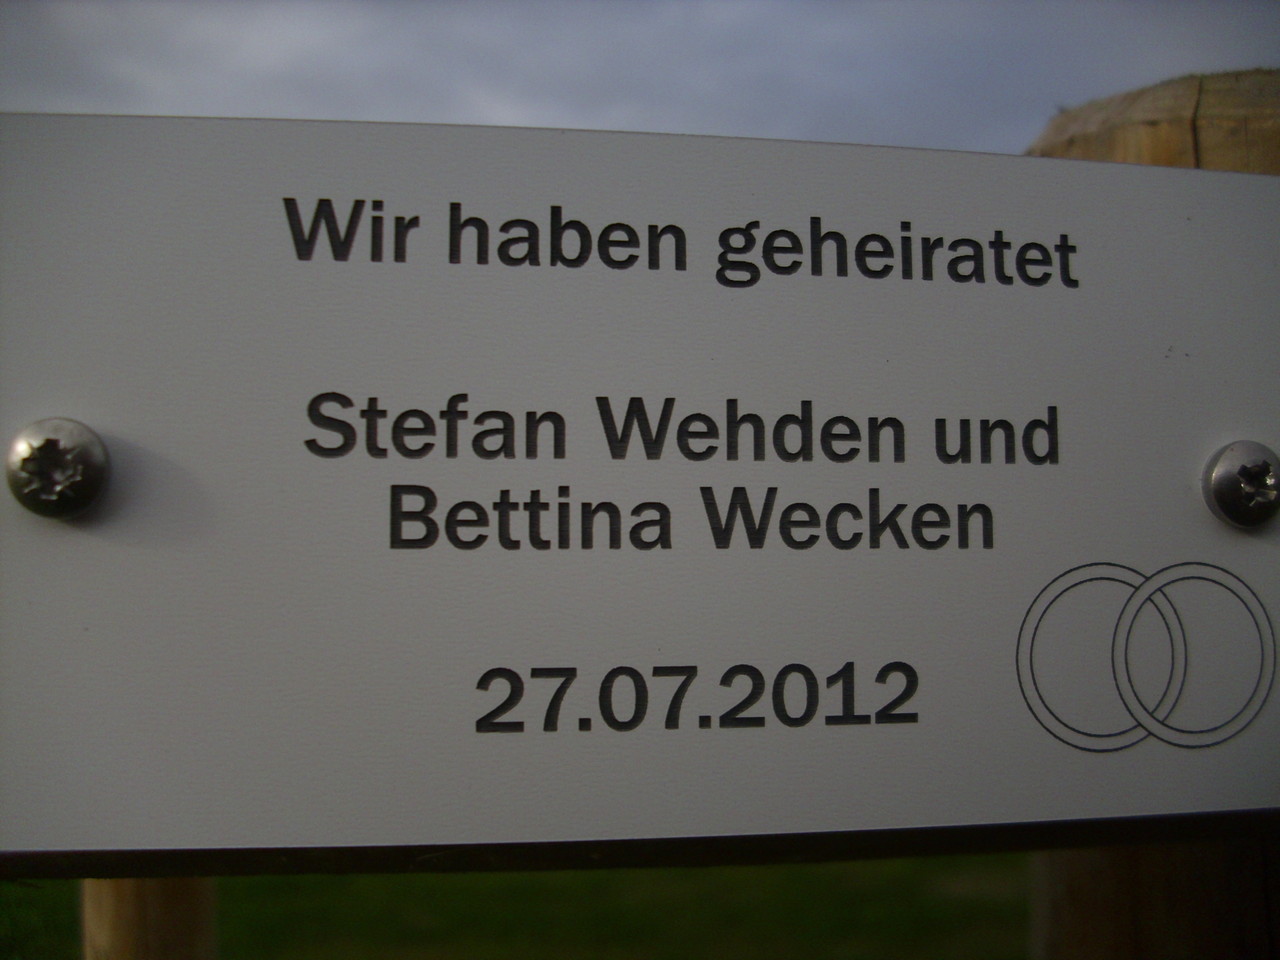 Wir haben geheiratet
Stefan Wehden und
Bettina Wecken
27.07.2012